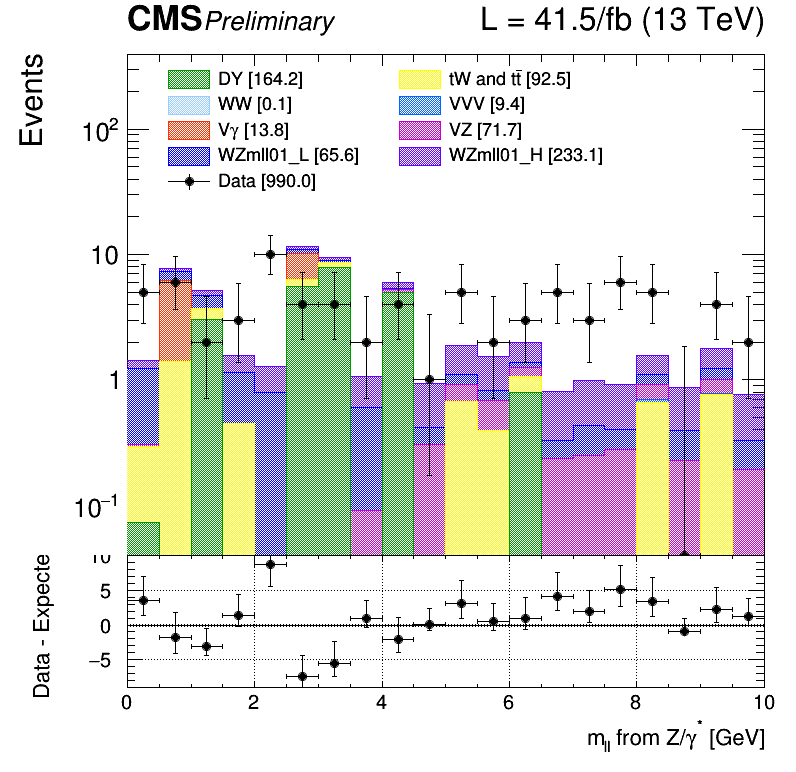 CMS Preliminary L = 41.5/fb (13 TeV)
Events
DY [164.2] tW and tt̄ [92.5]
WW [0.1] VVV [9.4]
Vγ [13.8] VZ [71.7]
WZmll01_L [65.6] WZmll01_H [233.1]
Data [990.0]
10²
10
1
10⁻¹
Data - Expecte
10
5
0
−5
0 2 4 6 8 10
m_ll from Z/γ* [GeV]